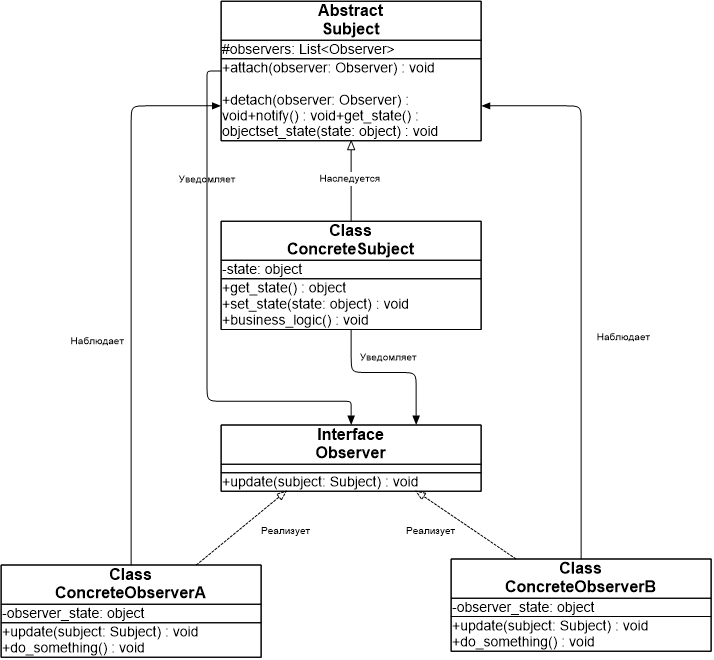 Abstract
Subject
#observers: List<Observer>
+attach(observer: Observer) : void
+detach(observer: Observer) :
void+notify() : void+get_state() :
objectset_state(state: object) : void
Уведомляет
Наследуется
Class
ConcreteSubject
-state: object
+get_state() : object
+set_state(state: object) : void
+business_logic() : void
Наблюдает
Уведомляет
Наблюдает
Interface
Observer
+update(subject: Subject) : void
Реализует
Реализует
Class
ConcreteObserverA
-observer_state: object
+update(subject: Subject) : void
+do_something() : void
Class
ConcreteObserverB
-observer_state: object
+update(subject: Subject) : void
+do_something() : void